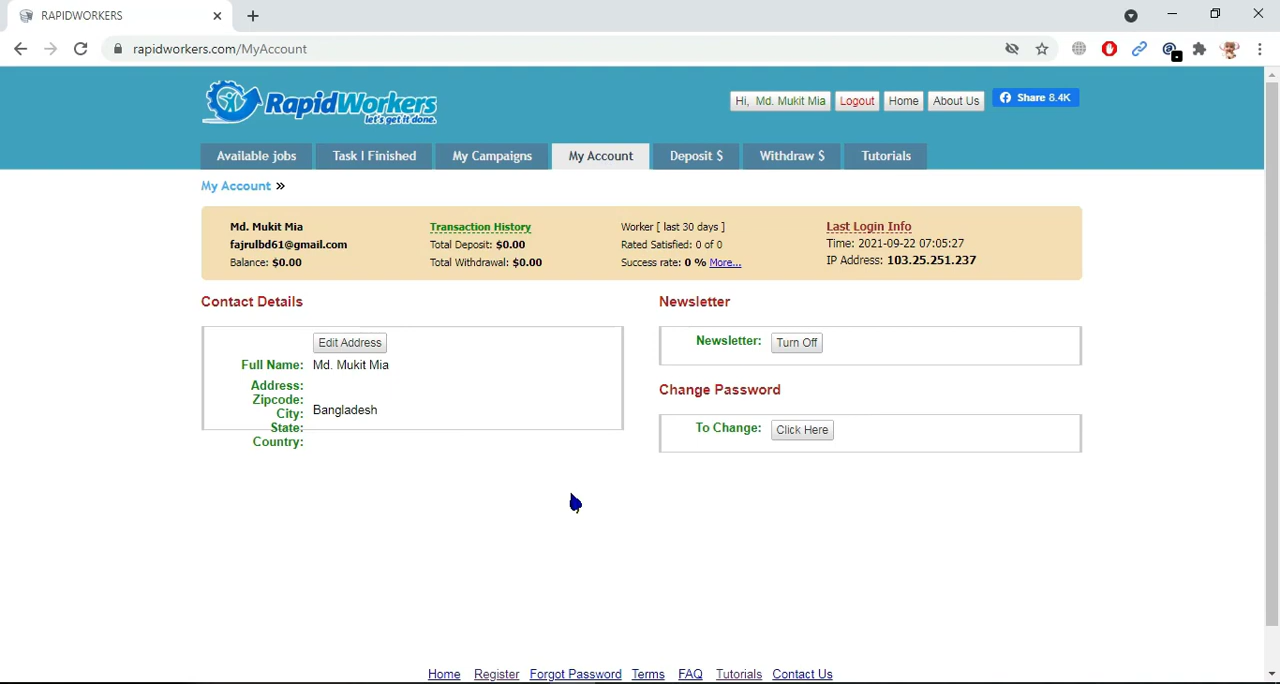 RAPIDWORKERS
rapidworkers.com/MyAccount
RapidWorkers
let's get it done.
Hi, Md. Mukit Mia Logout Home About Us Share 8.4K
Available jobs Task I Finished My Campaigns My Account Deposit $ Withdraw $ Tutorials
My Account »
Md. Mukit Mia Transaction History Worker [ last 30 days ] Last Login Info
fajrulbd61@gmail.com Total Deposit: $0.00 Rated Satisfied: 0 of 0 Time: 2021-09-22 07:05:27
Balance: $0.00 Total Withdrawal: $0.00 Success rate: 0 % More... IP Address: 103.25.251.237
Contact Details Newsletter
Edit Address Newsletter: Turn Off
Full Name: Md. Mukit Mia
Address: Change Password
Zipcode:
City: Bangladesh
State: To Change: Click Here
Country:
Home Register Forgot Password Terms FAQ Tutorials Contact Us